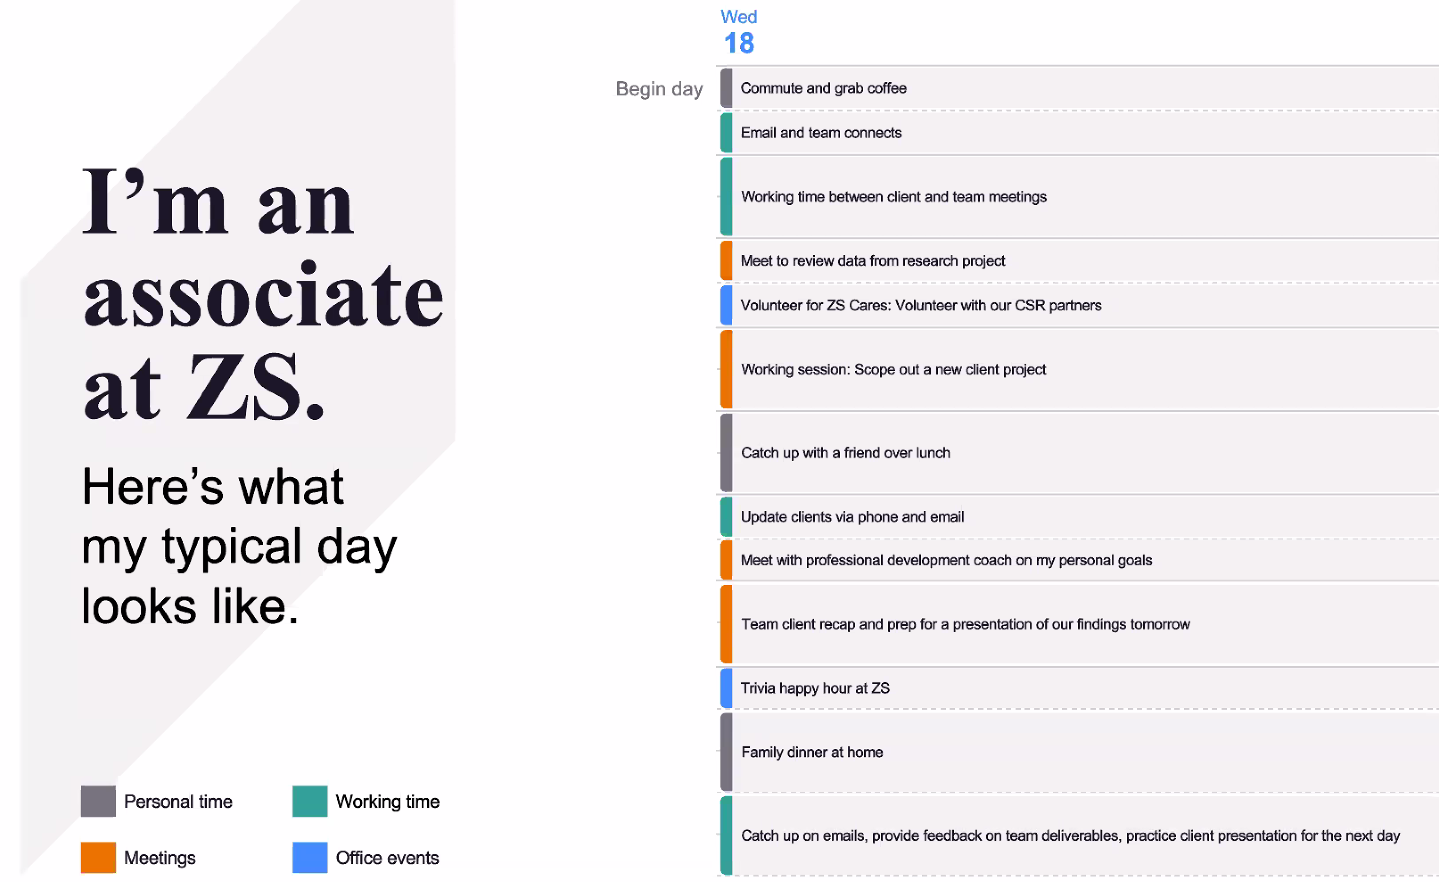 I’m an
associate
at ZS.
Here’s what
my typical day
looks like.
Personal time
Working time
Meetings
Office events
Wed
18
Begin day
Commute and grab coffee
Email and team connects
Working time between client and team meetings
Meet to review data from research project
Volunteer for ZS Cares: Volunteer with our CSR partners
Working session: Scope out a new client project
Catch up with a friend over lunch
Update clients via phone and email
Meet with professional development coach on my personal goals
Team client recap and prep for a presentation of our findings tomorrow
Trivia happy hour at ZS
Family dinner at home
Catch up on emails, provide feedback on team deliverables, practice client presentation for the next day